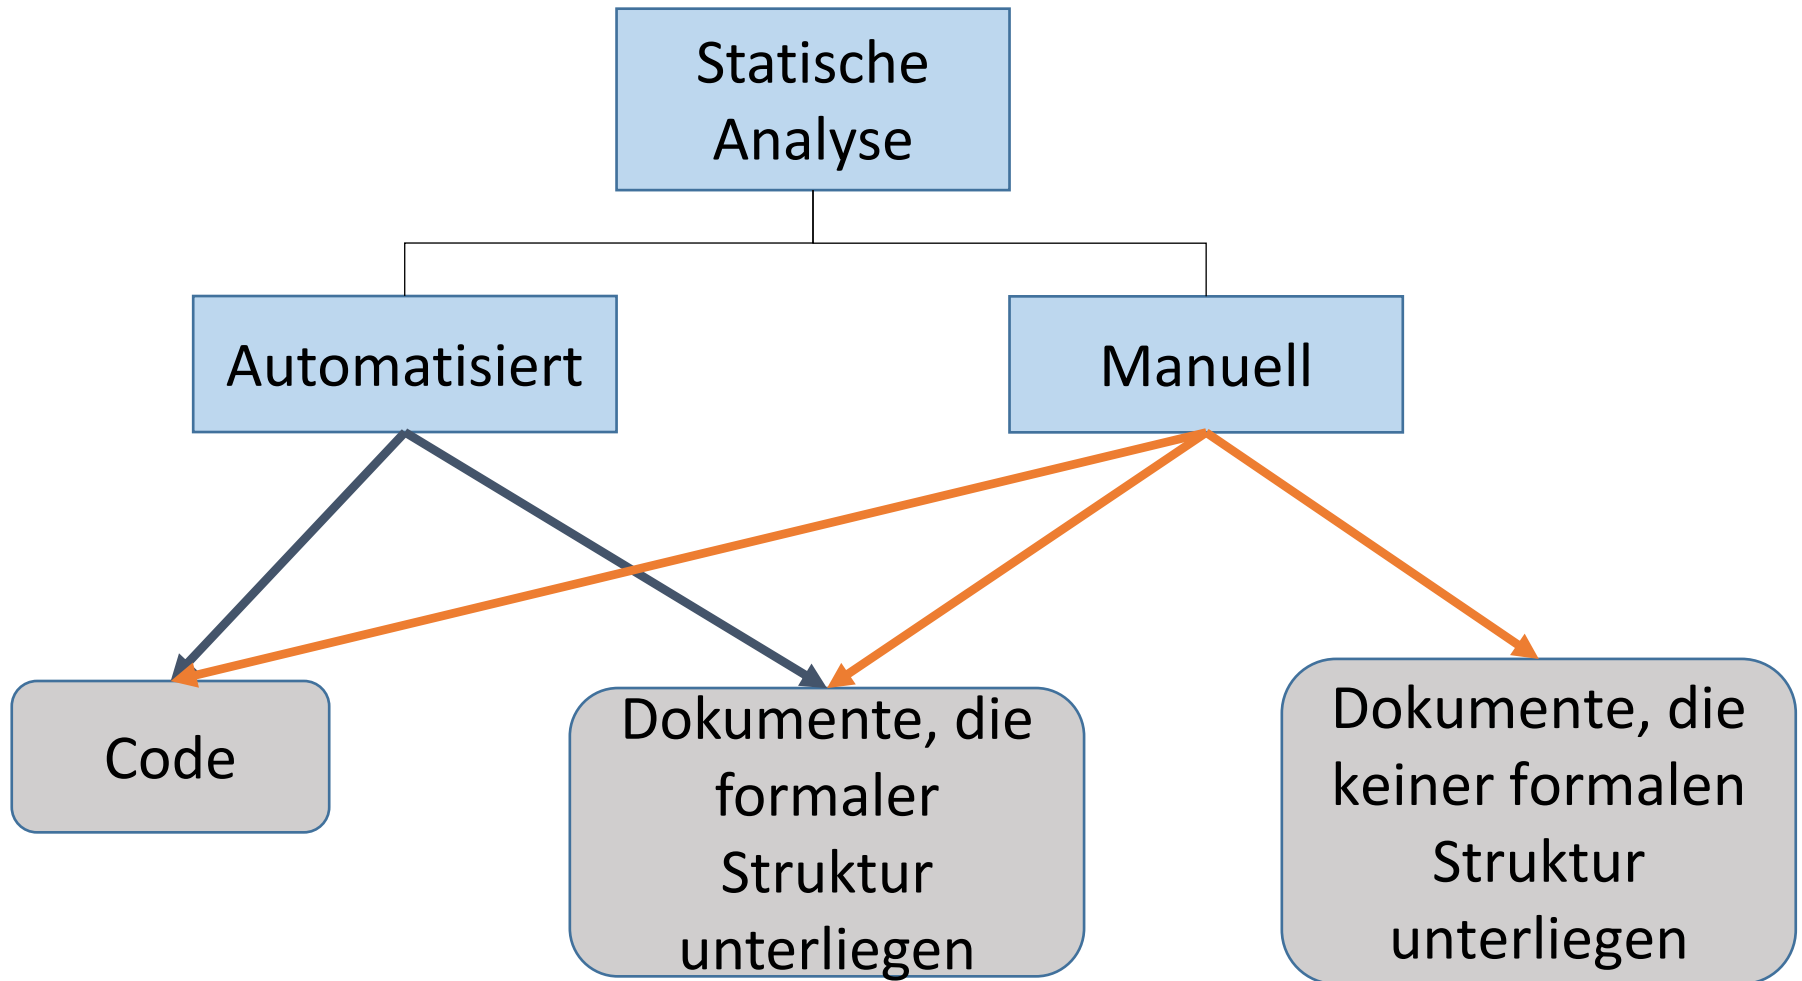 Statische
Analyse
Automatisiert
Manuell
Code
Dokumente, die
formaler
Struktur
unterliegen
Dokumente, die
keiner formalen
Struktur
unterliegen